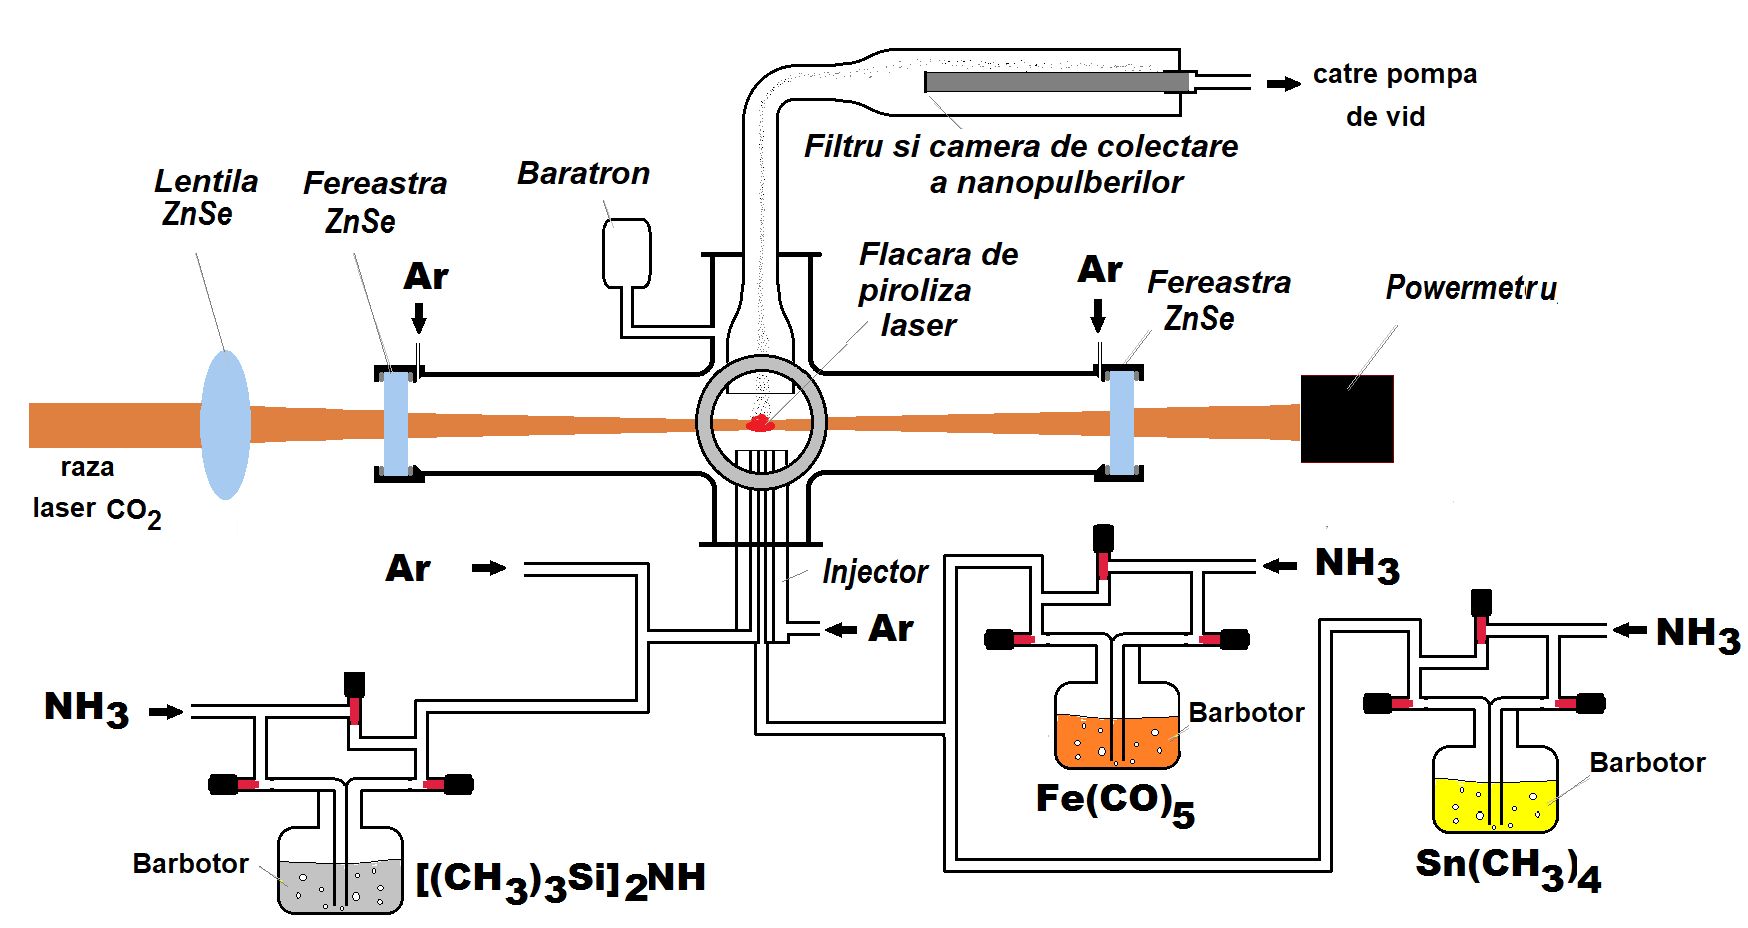 catre pompa
de vid
Filtru si camera de colectare
a nanopulberilor
Baratron
Lentila
ZnSe
Fereastra
ZnSe
Flacara de
piroliza
laser
Ar
Ar
Fereastra
ZnSe
Powermetru
raza
laser CO2
Ar
Injector
Ar
NH3
NH3
NH3
Barbotor
Barbotor
Fe(CO)5
Barbotor
[(CH3)3Si]2NH
Sn(CH3)4